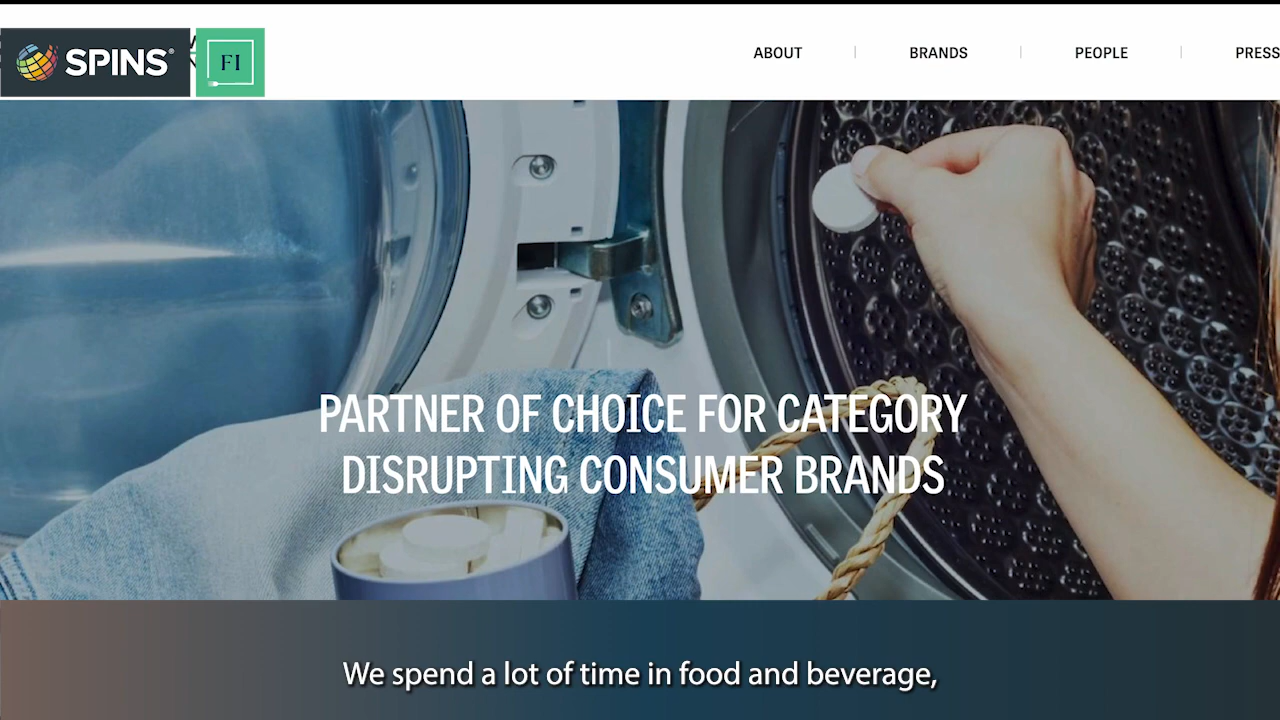 SPINS®
FI
ABOUT
BRANDS
PEOPLE
PRESS
PARTNER OF CHOICE FOR CATEGORY
DISRUPTING CONSUMER BRANDS
We spend a lot of time in food and beverage,